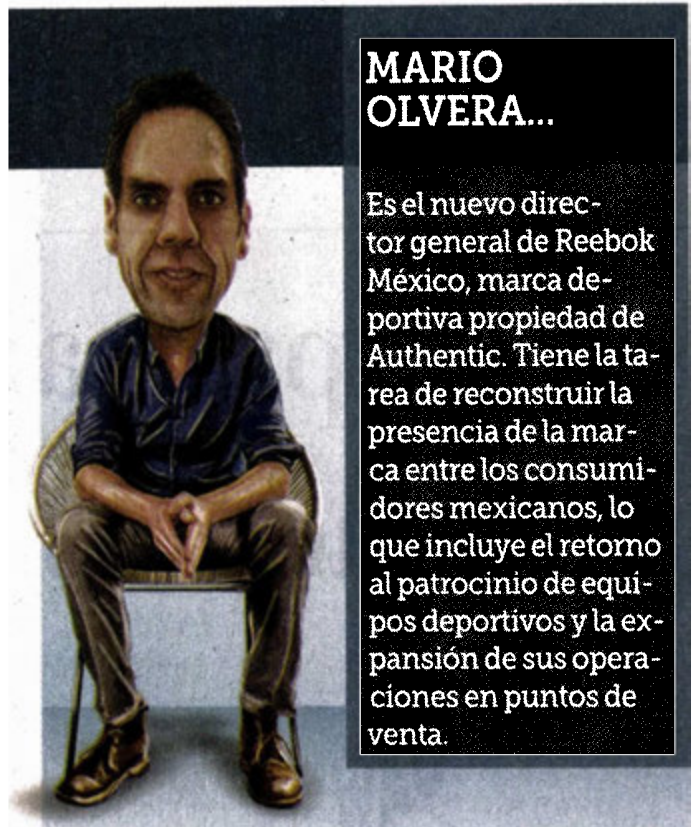 MARIO
OLVERA...
Es el nuevo direc-
tor general de Reebok
México, marca de-
portiva propiedad de
Authentic. Tiene la ta-
rea de reconstruir la
presencia de la mar-
ca entre los consumi-
dores mexicanos, lo
que incluye el retorno
al patrocinio de equi-
pos deportivos y la ex-
pansión de sus opera-
ciones en puntos de
venta.